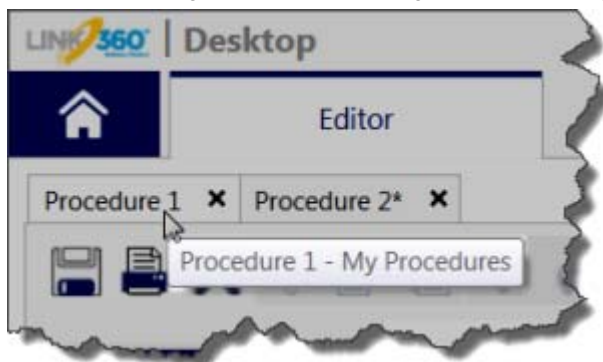 LINK360 | Desktop
Editor
Procedure 1 × Procedure 2* ×
Procedure 1 - My Procedures